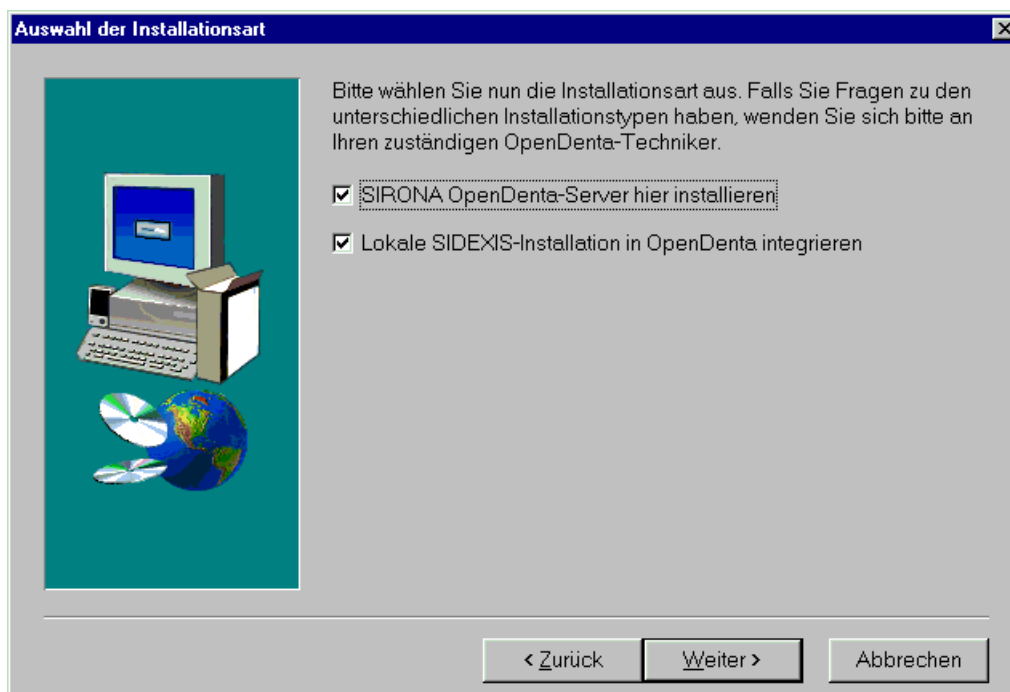 Auswahl der Installationsart
Bitte wählen Sie nun die Installationsart aus. Falls Sie Fragen zu den
unterschiedlichen Installationstypen haben, wenden Sie sich bitte an
Ihren zuständigen OpenDenta-Techniker.
SIRONA OpenDenta-Server hier installieren
Lokale SIDEXIS-Installation in OpenDenta integrieren
< Zurück
Weiter >
Abbrechen